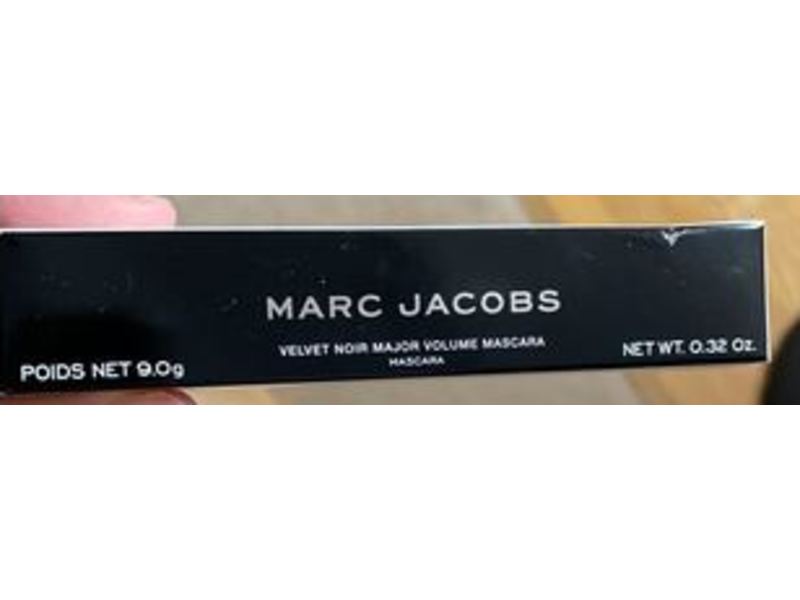 MARC JACOBS
VELVET NOIR MAJOR VOLUME MASCARA
MASCARA
POIDS NET 9.0g
NET WT. 0.32 Oz.